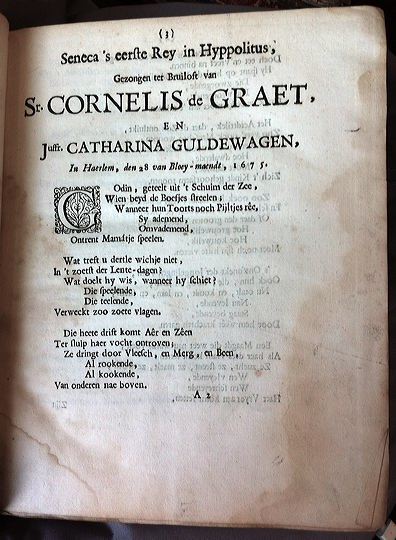 (3)
Seneca's eerste Rey in Hyppolitus,
Gezongen ter Bruiloft van
Sr. CORNELIS de GRAET,
EN
Juffr. CATHARINA GULDEWAGEN,
In Haerlem, den 28 van Bloey-maendt, 1675.
GOdin, geteelt uit 't Schuim der Zee,
Wien beyd de Boefjes streelen;
Wanneer hun Toorts noch Pijltjes ree,
Sy ademend,
Omvademend,
Ontrent Mamaetje speelen.
Wat treft u dertle wichje niet,
In 't zoetst der Lente-dagen?
Wat doelt hy wis, wanneer hy schiet?
Die speelende,
Die teelende,
Verweckt zoo zoete vlagen.
Die heete drift komt Aêr en Zêen
Ter sluip haer vocht ontroven;
Ze dringt door Vleesch, en Merg, en Been,
Al rookende,
Al kookende,
Van onderen nae boven.
A 2